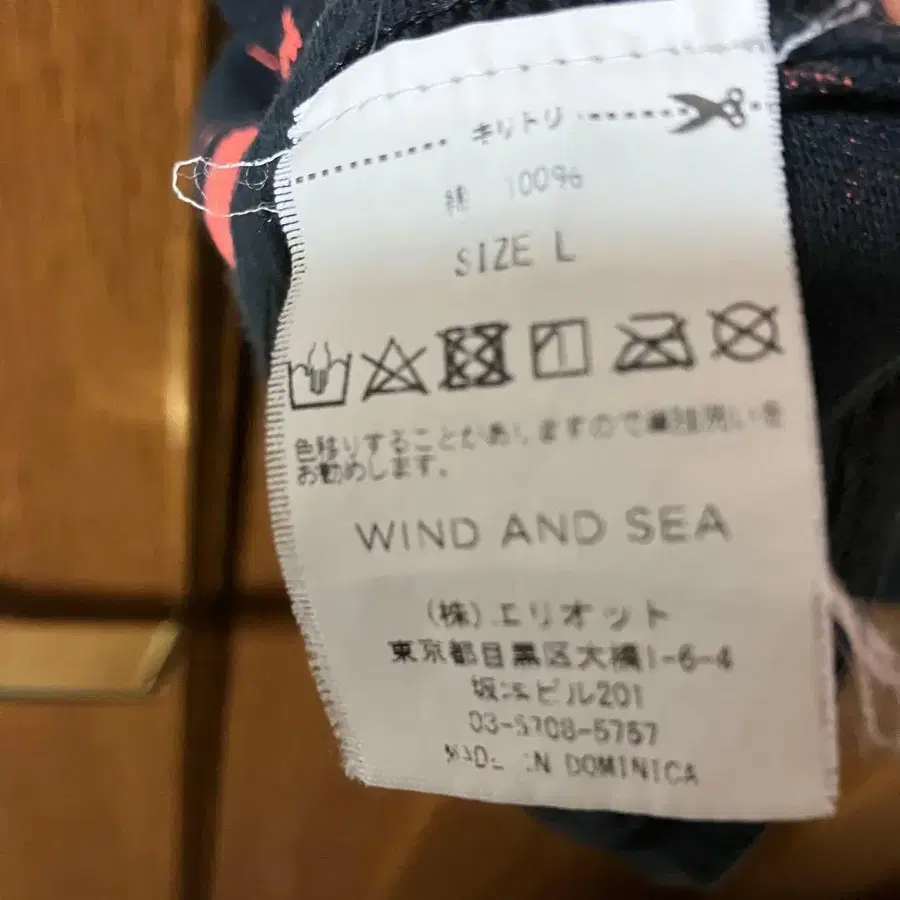 キリトリ
綿 100%
SIZE L
色移りすることがありますので単独洗いを
お勧めします。
WIND AND SEA
(株)エリオット
東京都目黒区大橋1-6-4
ビル201
03-5708-5757
MADE IN DOMINICA